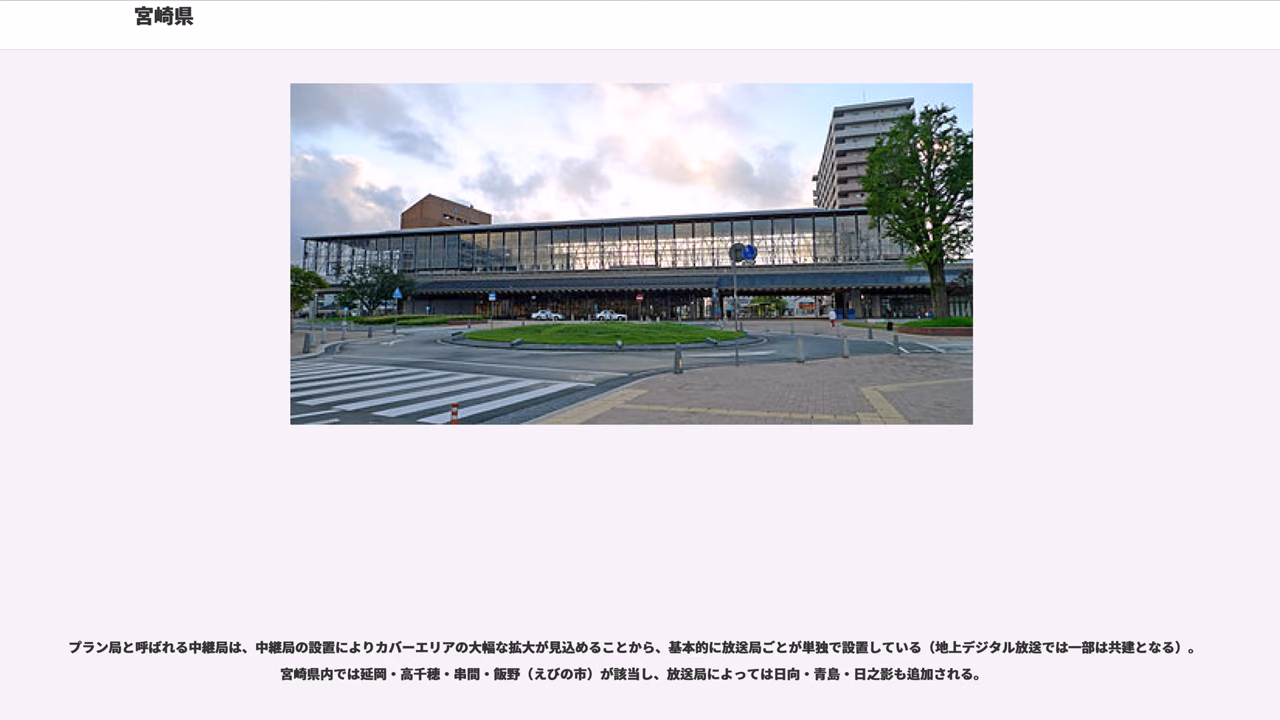 宮崎県
プラン局と呼ばれる中継局は、中継局の設置によりカバーエリアの大幅な拡大が見込めることから、基本的に放送局ごとが単独で設置している（地上デジタル放送では一部は共建となる）。
宮崎県内では延岡・高千穂・串間・飯野（えびの市）が該当し、放送局によっては日向・青島・日之影も追加される。